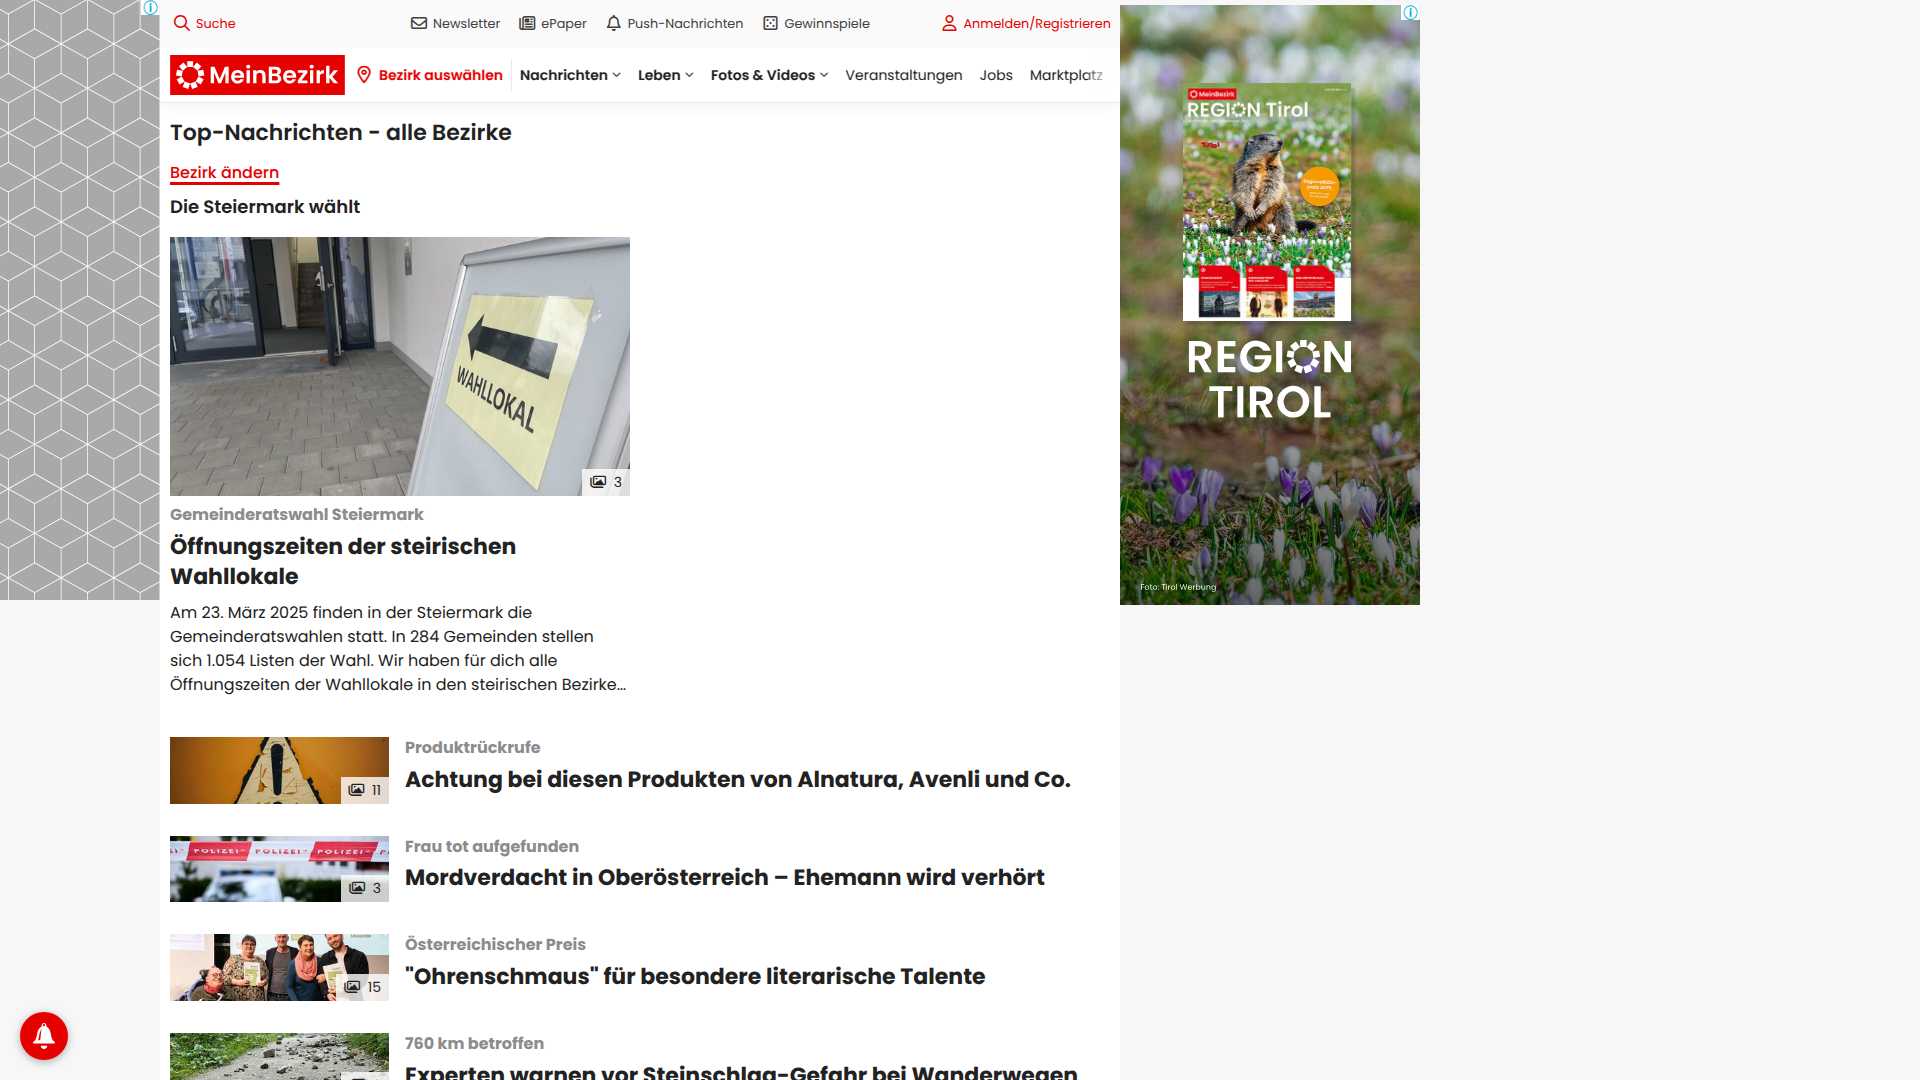 Suche
Newsletter
ePaper
Push-Nachrichten
Gewinnspiele
Anmelden/Registrieren
MeinBezirk
Bezirk auswählen
Nachrichten
Leben
Fotos & Videos
Veranstaltungen
Jobs
Marktplatz
Top-Nachrichten - alle Bezirke
Bezirk ändern
Die Steiermark wählt
WAHLLOKAL
3
Gemeinderatswahl Steiermark
Öffnungszeiten der steirischen
Wahllokale
Am 23. März 2025 finden in der Steiermark die
Gemeinderatswahlen statt. In 284 Gemeinden stellen
sich 1.054 Listen der Wahl. Wir haben für dich alle
Öffnungszeiten der Wahllokale in den steirischen Bezirke...
11
Produktrückrufe
Achtung bei diesen Produkten von Alnatura, Avenli und Co.
POLIZEI POLIZEI POLIZEI
3
Frau tot aufgefunden
Mordverdacht in Oberösterreich – Ehemann wird verhört
15
Österreichischer Preis
"Ohrenschmaus" für besondere literarische Talente
760 km betroffen
Experten warnen vor Steinschlag-Gefahr bei Wanderwegen
MeinBezirk
REGION Tirol
REGION
TIROL
Foto: Tirol Werbung